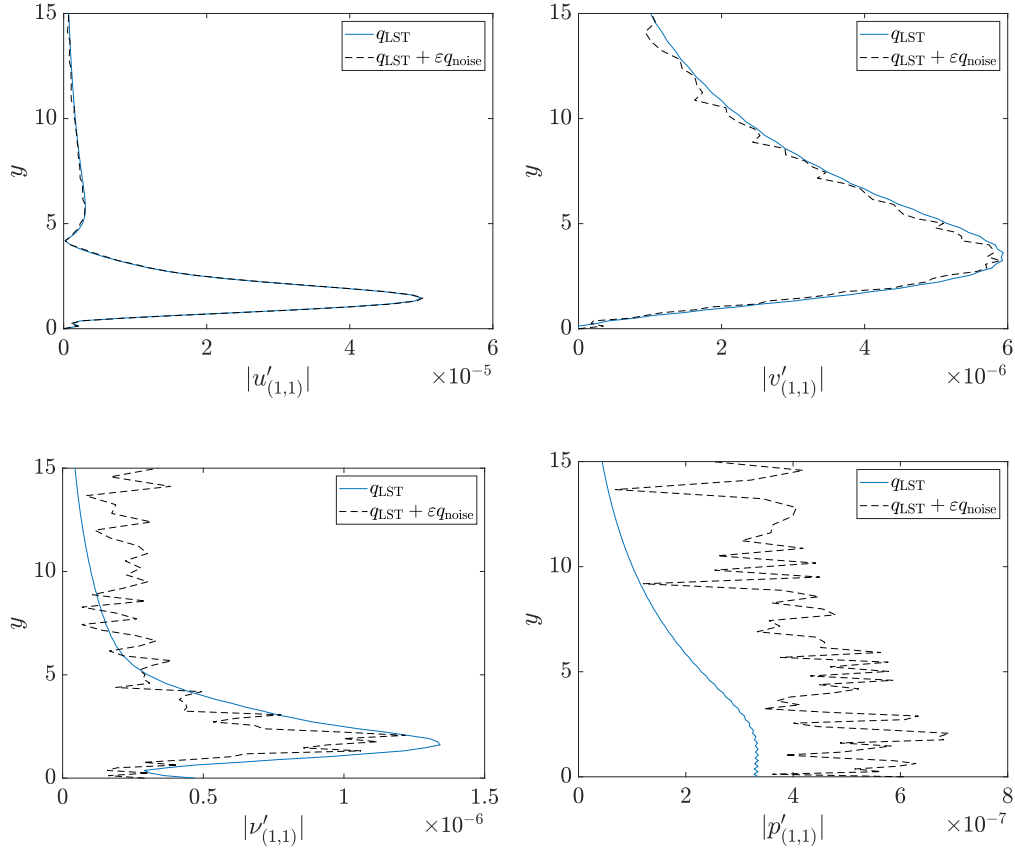 15
10
5
0
y
q_LST
q_LST + εq_noise
0 2 4 6
|u′_(1,1)| ×10⁻⁵
15
10
5
0
y
q_LST
q_LST + εq_noise
0 2 4 6
|v′_(1,1)| ×10⁻⁶
15
10
5
0
y
q_LST
q_LST + εq_noise
0 0.5 1 1.5
|ν′_(1,1)| ×10⁻⁶
15
10
5
0
y
q_LST
q_LST + εq_noise
0 2 4 6 8
|p′_(1,1)| ×10⁻⁷